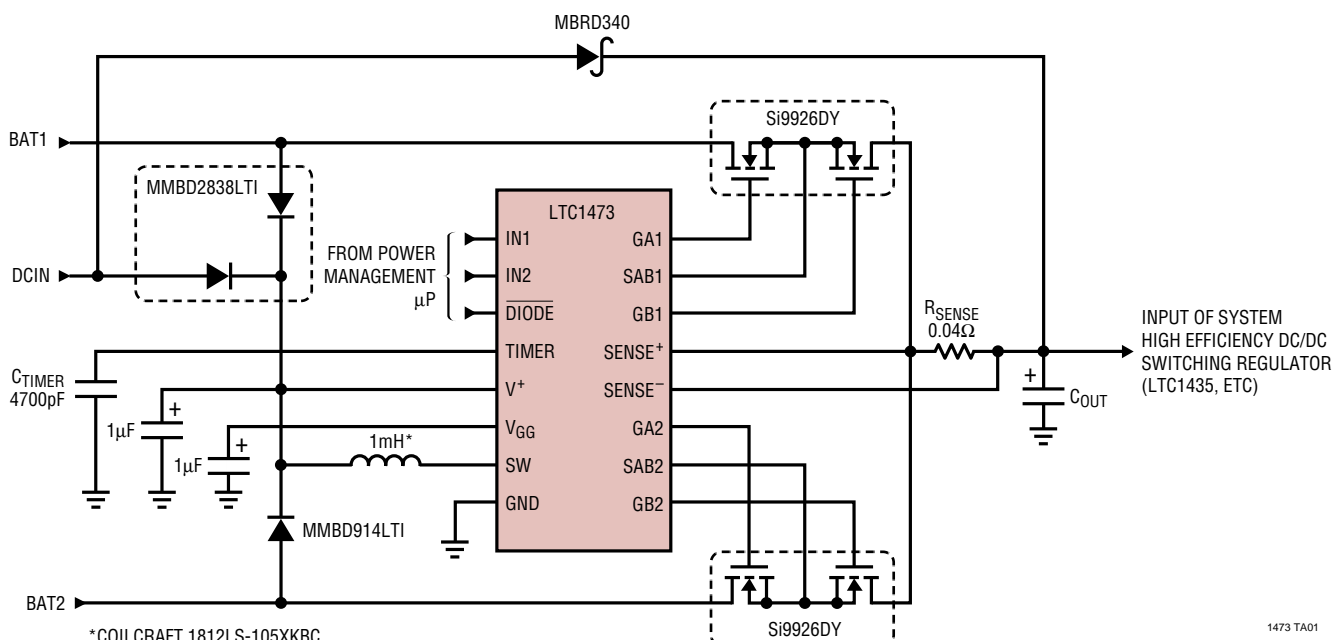 MBRD340
Si9926DY
BAT1
MMBD2838LTI
LTC1473
FROM POWER
MANAGEMENT
μP
IN1
IN2
DIODE
TIMER
V+
VGG
SW
GND
GA1
SAB1
GB1
SENSE+
SENSE–
GA2
SAB2
GB2
DCIN
RSENSE
0.04Ω
INPUT OF SYSTEM
HIGH EFFICIENCY DC/DC
SWITCHING REGULATOR
(LTC1435, ETC)
CTIMER
4700pF
+
1μF
+
1μF
1mH*
+
COUT
MMBD914LTI
BAT2
Si9926DY
*COILCRAFT 1812LS-105XKBC
1473 TA01